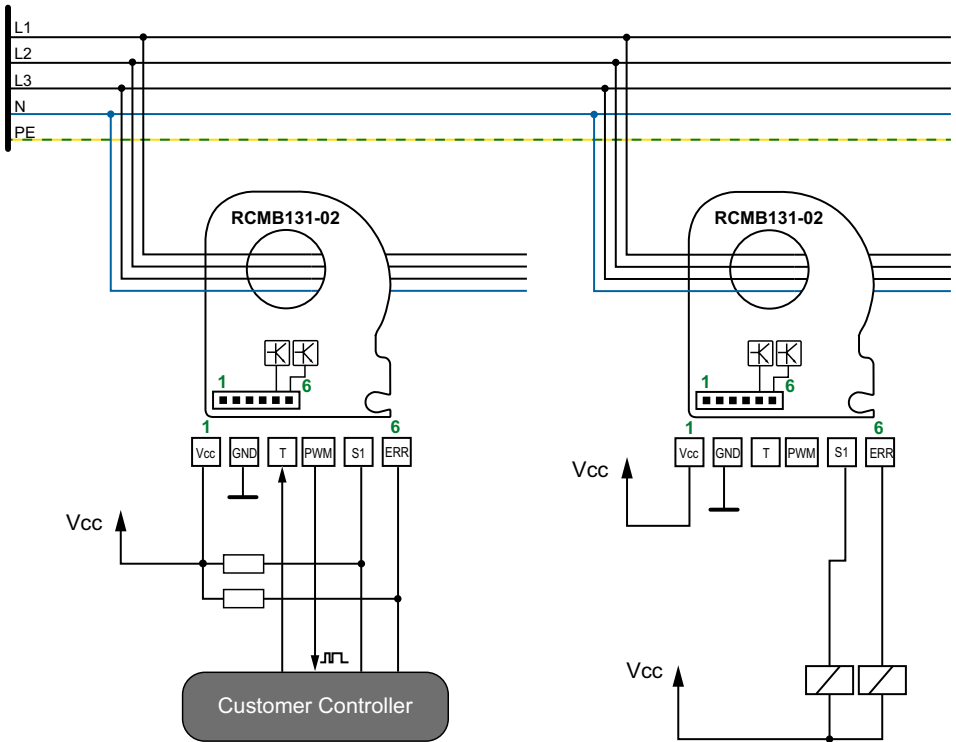 L1
L2
L3
N
PE
RCMB131-02 RCMB131-02
1 6 1 6
1 6 1 6
Vcc GND T PWM S1 ERR Vcc GND T PWM S1 ERR
Vcc
Vcc
Vcc
Customer Controller